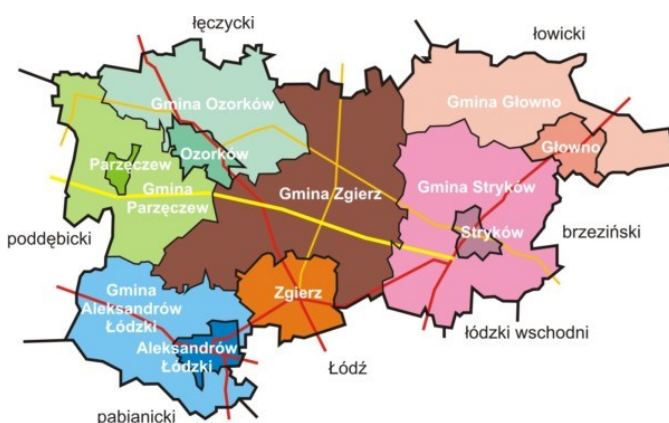 łęczycki
łowicki
Gmina Ozorków
Gmina Głowno
Ozorków
Głowno
Parzęczew
Gmina
Parzęczew
Gmina Zgierz
Gmina Stryków
Stryków
poddębicki
brzeziński
Gmina
Aleksandrów
Łódzki
Zgierz
Aleksandrów
Łódzki
łódzki wschodni
Łódź
pabianicki